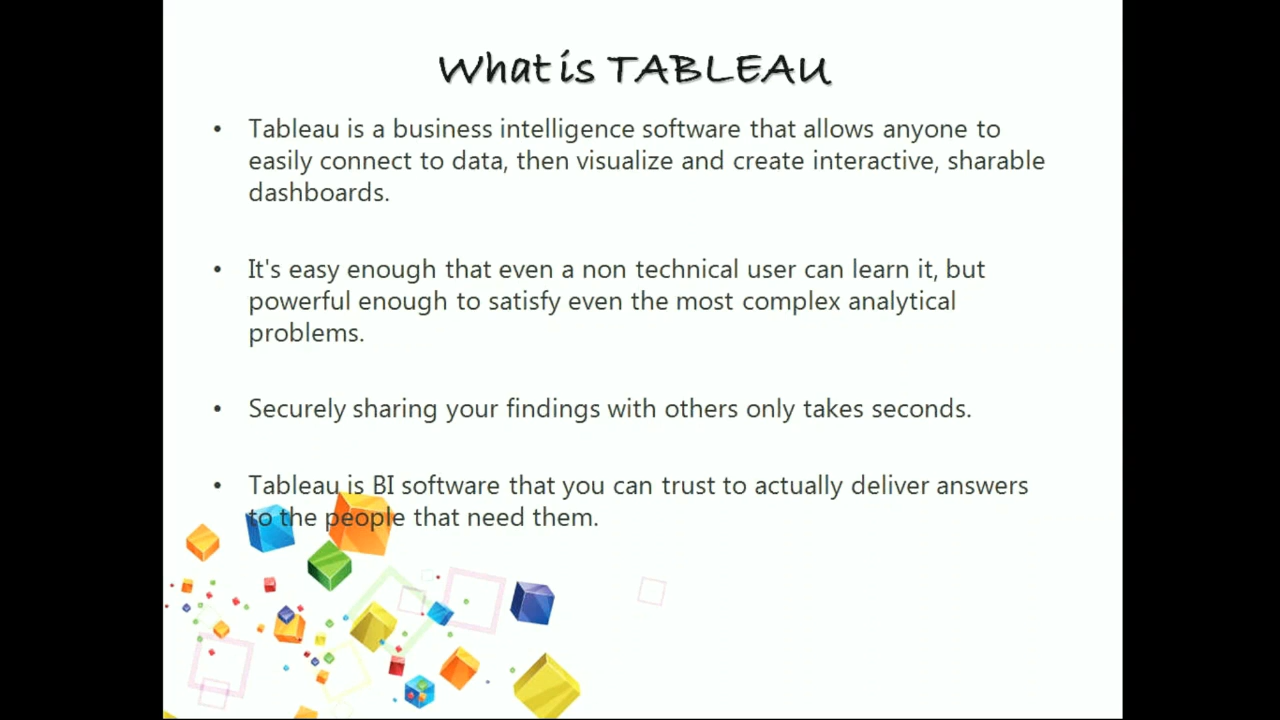 What is TABLEAU
• Tableau is a business intelligence software that allows anyone to
easily connect to data, then visualize and create interactive, sharable
dashboards.
• It's easy enough that even a non technical user can learn it, but
powerful enough to satisfy even the most complex analytical
problems.
• Securely sharing your findings with others only takes seconds.
• Tableau is BI software that you can trust to actually deliver answers
to the people that need them.